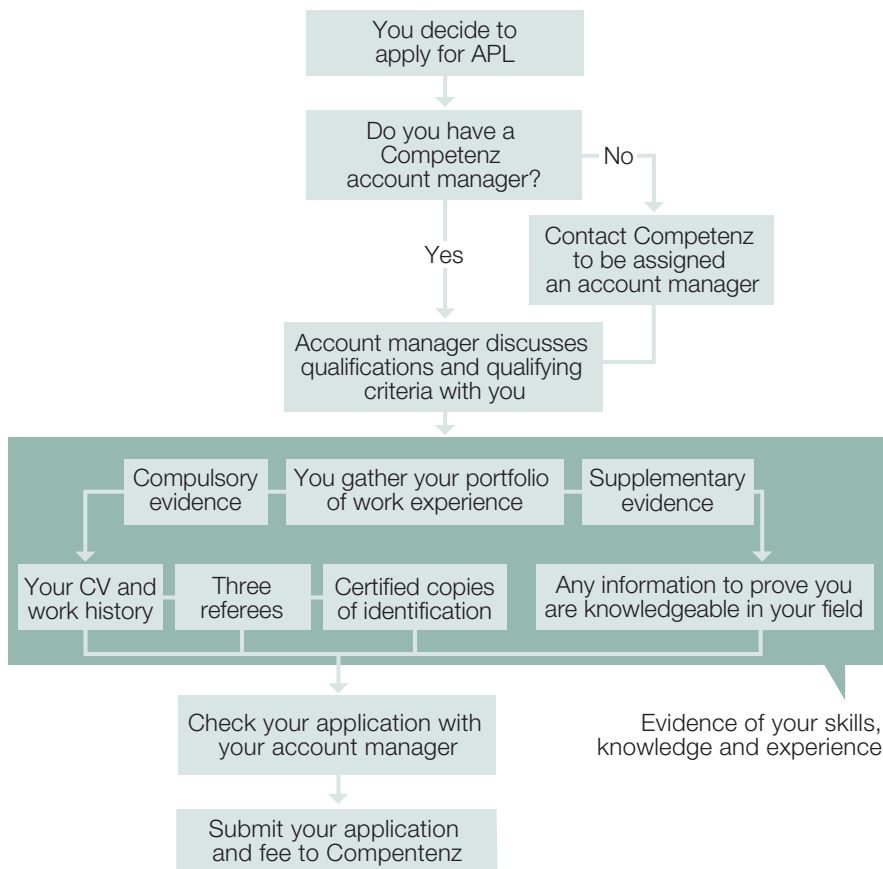 You decide to
apply for APL
Do you have a
Competenz
account manager?
No
Contact Competenz
to be assigned
an account manager
Yes
Account manager discusses
qualifications and qualifying
criteria with you
Compulsory
evidence
You gather your portfolio
of work experience
Supplementary
evidence
Your CV and
work history
Three
referees
Certified copies
of identification
Any information to prove you
are knowledgeable in your field
Evidence of your skills,
knowledge and experience
Check your application with
your account manager
Submit your application
and fee to Compentenz